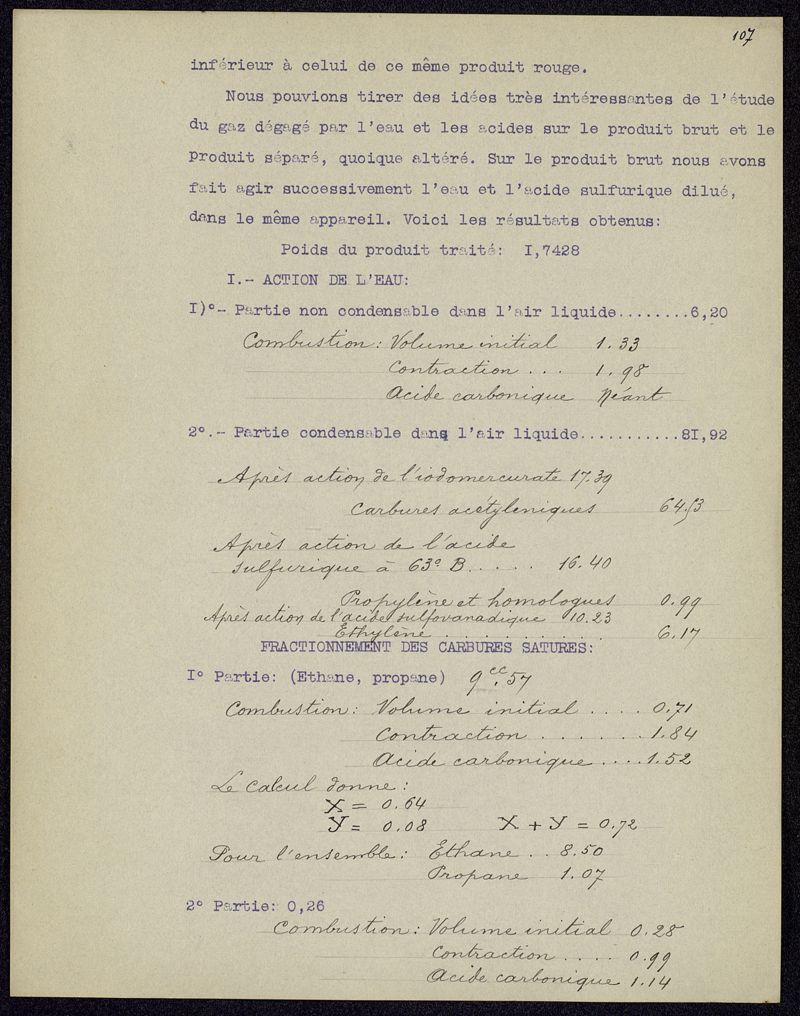 107
inférieur à celui de ce même produit rouge.
Nous pouvions tirer des idées très intéressantes de l'étude
du gaz dégagé par l'eau et les acides sur le produit brut et le
produit séparé, quoique altéré. Sur le produit brut nous avons
fait agir successivement l'eau et l'acide sulfurique dilué,
dans le même appareil. Voici les résultats obtenus:
Poids du produit traité: I,7428
I.- ACTION DE L'EAU:
I)°- Partie non condensable dans l'air liquide........6,20
Combustion: Volume initial 1.33
Contraction ... 1.98
Acide carbonique Néant
2°.- Partie condensable dans l'air liquide...........8I,92
Après action de l'iodomercurate 17.39
Carbures acétyleniques 64.53
Après action de l'acide
sulfurique à 63° B..... 16.40
Propylène et homologues 0.99
Après action de l'acide sulfovanadique 10.23
Ethylène ............ 6.17
FRACTIONNEMENT DES CARBURES SATURES:
I° Partie: (Ethane, propane) 9cc.57
Combustion: Volume initial .... 0.71
Contraction ....... 1.84
Acide carbonique .... 1.52
Le calcul donne:
X = 0.64
Y = 0.08 X + Y = 0.72
Pour l'ensemble: Ethane .. 8.50
Propane 1.07
2° Partie: 0,26
Combustion: Volume initial 0.28
Contraction .... 0.99
Acide carbonique 1.14